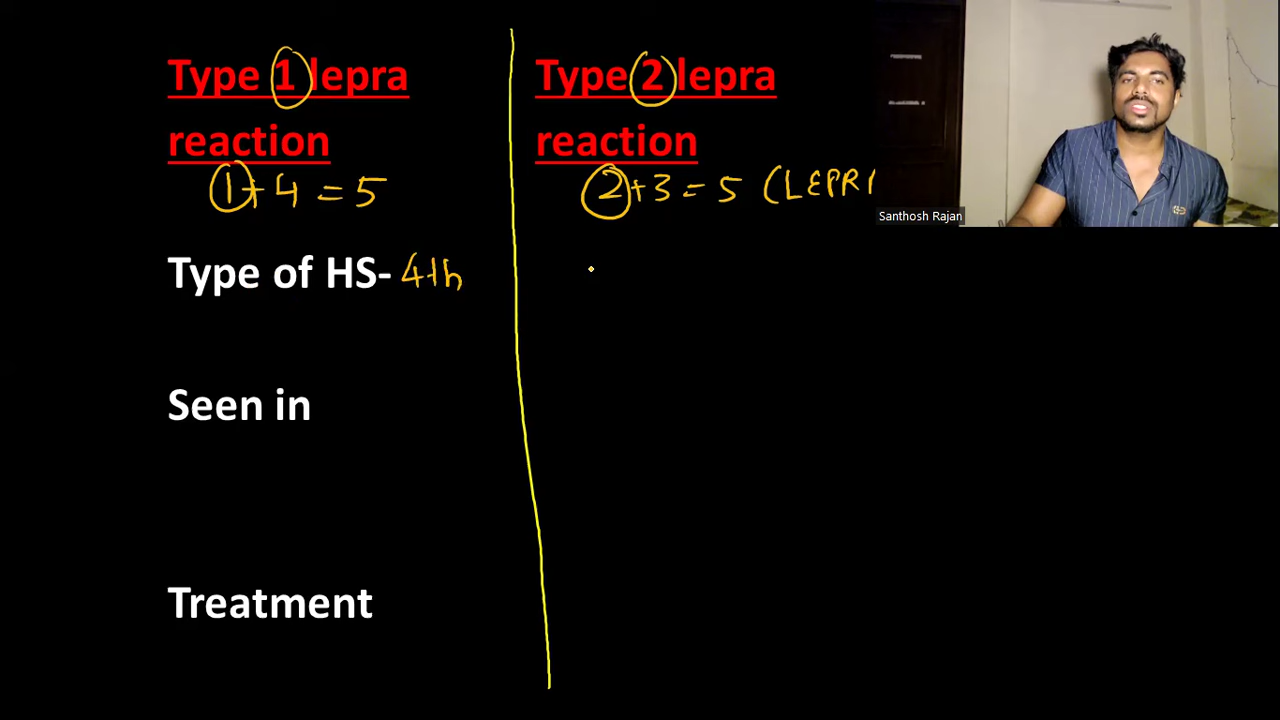 Type 1 lepra
reaction
1+4=5
Type of HS- 4th
Seen in
Treatment
Type 2 lepra
reaction
2+3=5 (LEPR
Santhosh Rajan